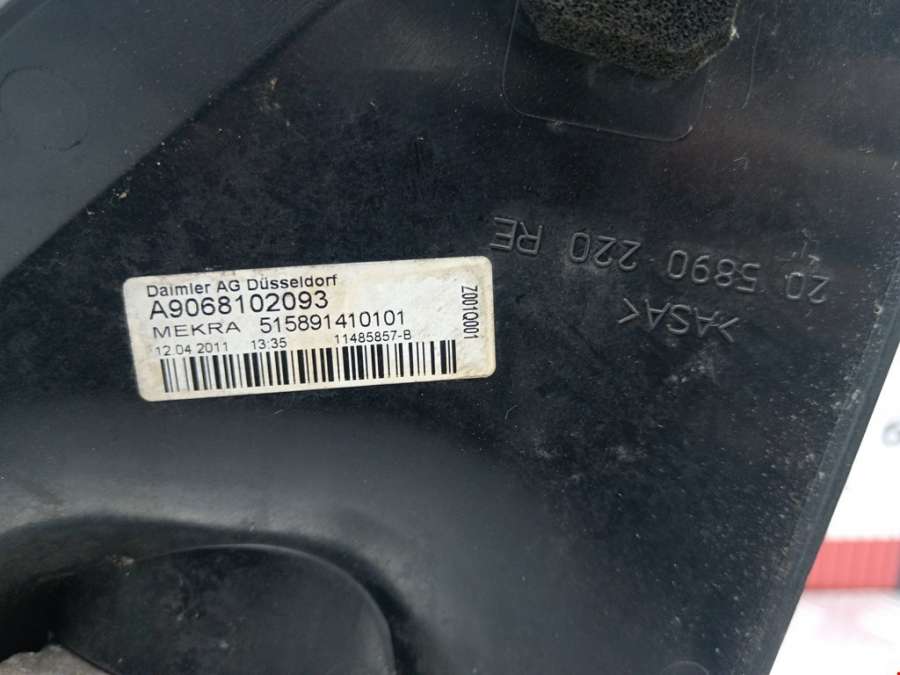 Daimler AG Düsseldorf
A9068102093
MEKRA 515891410101
12.04 2011 13:35 11485857-B
Z001Q001
20 5890 220 RE
>ASA<